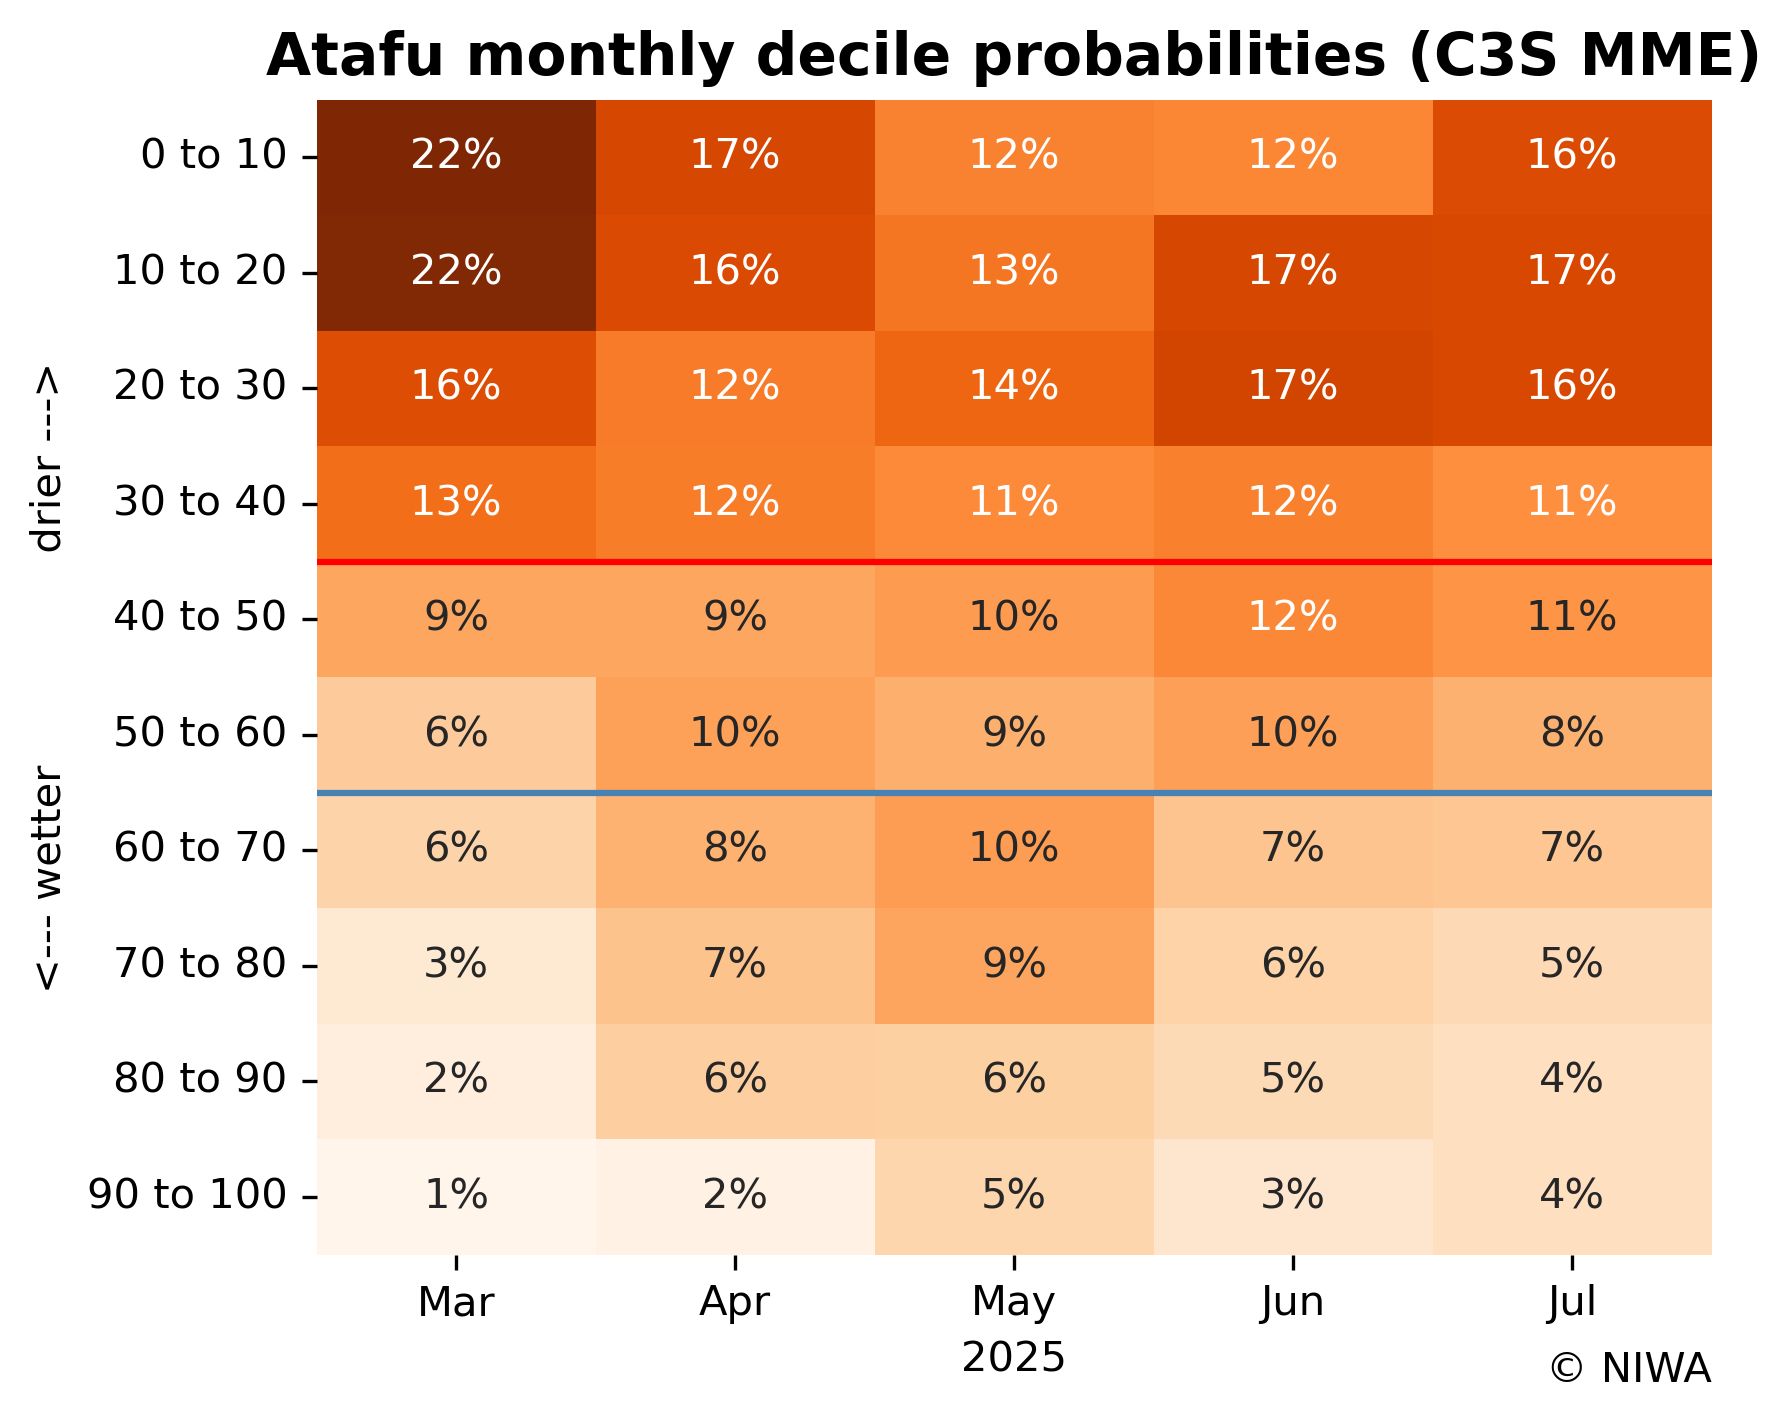 Atafu monthly decile probabilities (C3S MME)
drier --->
<--- wetter
0 to 10 22% 17% 12% 12% 16%
10 to 20 22% 16% 13% 17% 17%
20 to 30 16% 12% 14% 17% 16%
30 to 40 13% 12% 11% 12% 11%
40 to 50 9% 9% 10% 12% 11%
50 to 60 6% 10% 9% 10% 8%
60 to 70 6% 8% 10% 7% 7%
70 to 80 3% 7% 9% 6% 5%
80 to 90 2% 6% 6% 5% 4%
90 to 100 1% 2% 5% 3% 4%
Mar Apr May Jun Jul
2025
© NIWA